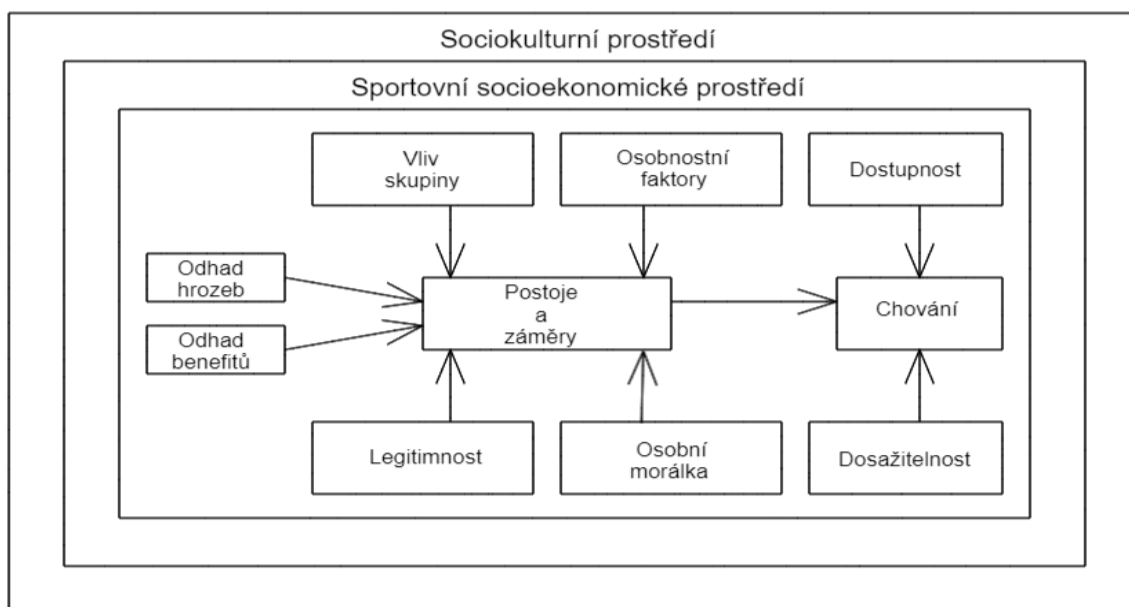 Sociokulturní prostředí
Sportovní socioekonomické prostředí
Vliv
skupiny
Osobnostní
faktory
Dostupnost
Odhad
hrozeb
Postoje
a
záměry
Chování
Odhad
benefitů
Legitimnost
Osobní
morálka
Dosažitelnost